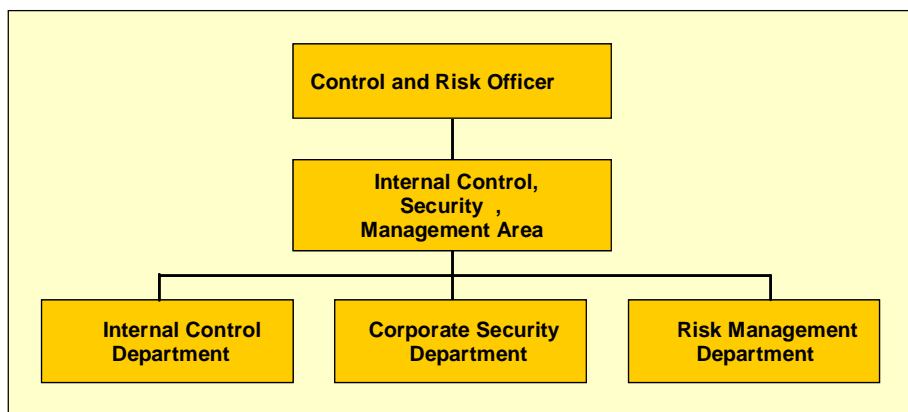 Control and Risk Officer
Internal Control,
Security ,
Management Area
Internal Control
Department
Corporate Security
Department
Risk Management
Department